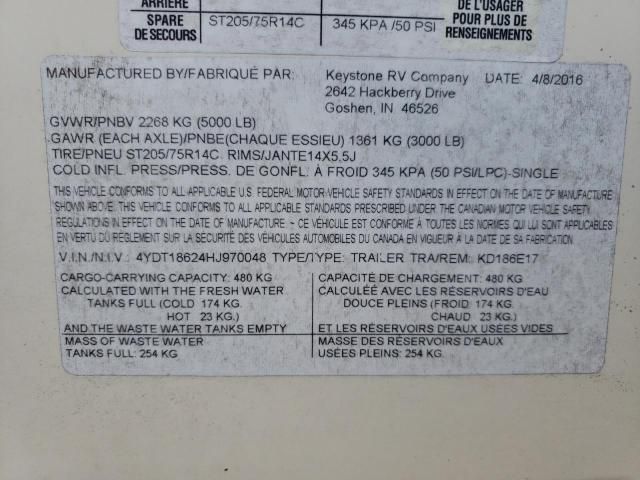 ARRIÈRE
SPARE
DE SECOURS
ST205/75R14C
345 KPA /50 PSI
DE L'USAGER
POUR PLUS DE
RENSEIGNEMENTS.
MANUFACTURED BY/FABRIQUÉ PAR: Keystone RV Company DATE: 4/8/2016
2642 Hackberry Drive
Goshen, IN 46526
GVWR/PNBV 2268 KG (5000 LB)
GAWR (EACH AXLE)/PNBE(CHAQUE ESSIEU) 1361 KG (3000 LB)
TIRE/PNEU ST205/75R14C RIMS/JANTE14X5,5J
COLD INFL. PRESS/PRESS. DE GONFL. À FROID 345 KPA (50 PSI/LPC)-SINGLE
THIS VEHICLE CONFORMS TO ALL APPLICABLE U.S. FEDERAL MOTOR-VEHICLE SAFETY STANDARDS IN EFFECT ON THE DATE OF MANUFACTURE
SHOWN ABOVE. THIS VEHICLE CONFORMS TO ALL APPLICABLE STANDARDS PRESCRIBED UNDER THE CANADIAN MOTOR VEHICLE SAFETY
REGULATIONS IN EFFECT ON THE DATE OF MANUFACTURE. ~ CE VÉHICULE EST CONFORME À TOUTES LES NORMES QUI LUI SONT APPLICABLES
EN VERTU DU RÈGLEMENT SUR LA SÉCURITÉ DES VÉHICULES AUTOMOBILES DU CANADA EN VIGUEUR À LA DATE DE SA FABRICATION.
V.I.N./N.I.V.: 4YDT18624HJ970048 TYPE/TYPE: TRAILER TRA/REM: KD186E17
CARGO-CARRYING CAPACITY: 480 KG
CALCULATED WITH THE FRESH WATER
TANKS FULL (COLD 174 KG.
HOT 23 KG.)
AND THE WASTE WATER TANKS EMPTY
MASS OF WASTE WATER
TANKS FULL: 254 KG
CAPACITÉ DE CHARGEMENT: 480 KG
CALCULÉE AVEC LES RÉSERVOIRS D'EAU
DOUCE PLEINS (FROID: 174 KG.
CHAUD 23 KG.)
ET LES RÉSERVOIRS D'EAUX USÉES VIDES
MASSE DES RÉSERVOIRS D'EAUX
USÉES PLEINS: 254 KG